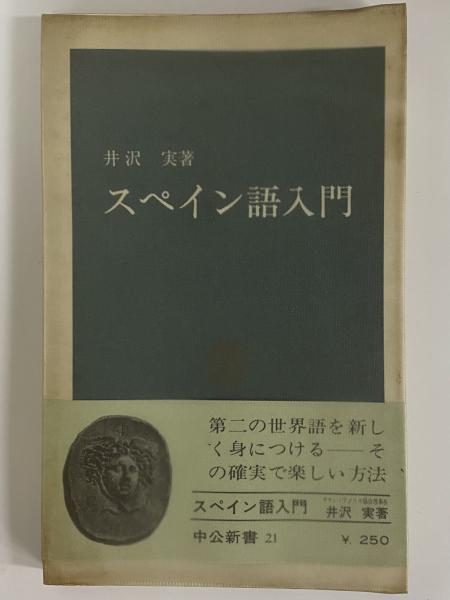 井沢 実著
スペイン語入門
第二の世界語を新し
く身につける――そ
の確実で楽しい方法
スペイン語入門 井沢 実著
中公新書 21 ¥. 250